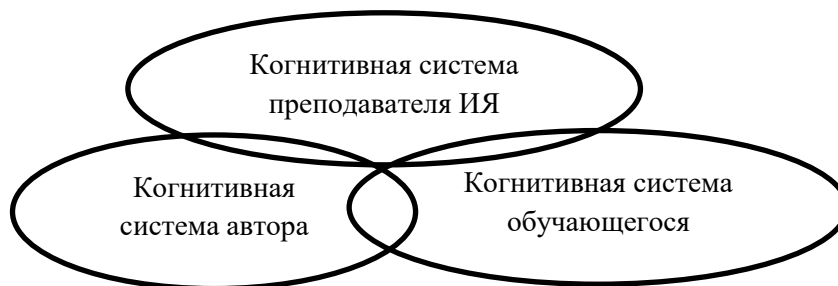 Когнитивная система
преподавателя ИЯ
Когнитивная
система автора
Когнитивная система
обучающегося